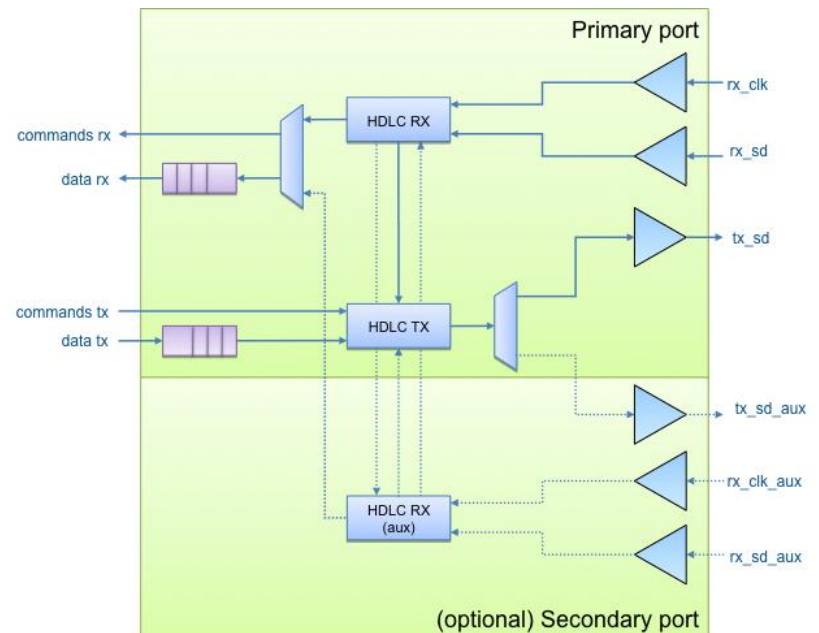 Primary port
rx_clk
HDLC RX
commands rx
rx_sd
data rx
tx_sd
commands tx
HDLC TX
data tx
tx_sd_aux
rx_clk_aux
HDLC RX
(aux)
rx_sd_aux
(optional) Secondary port